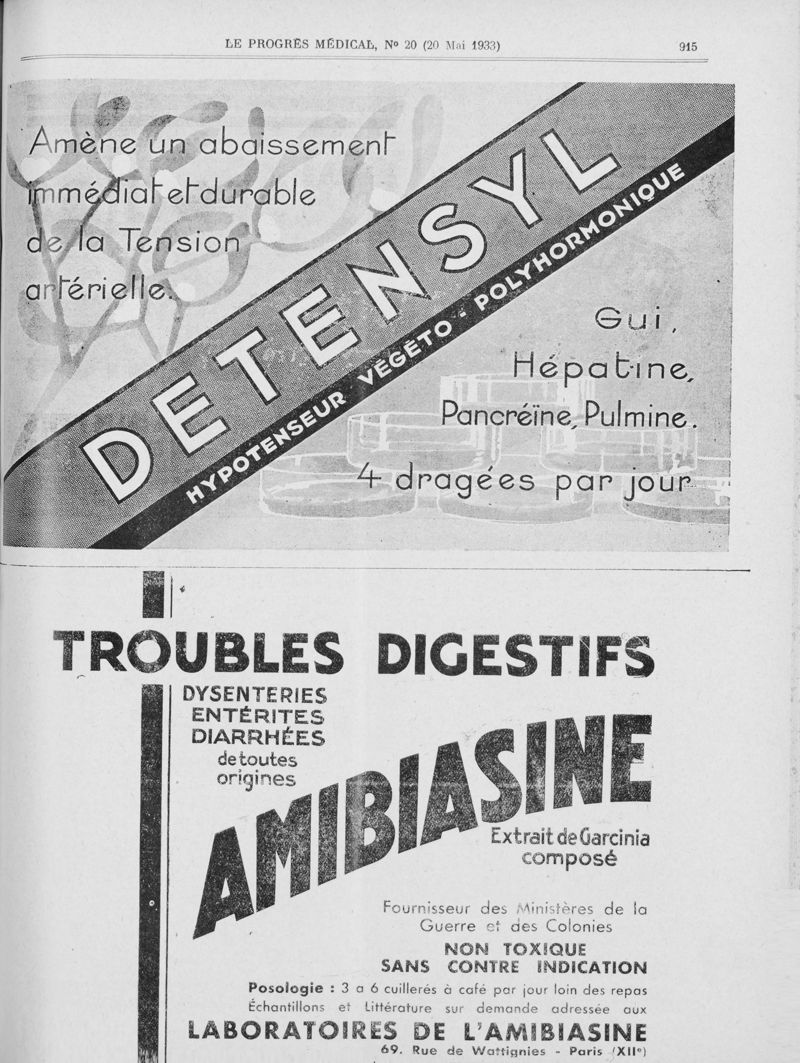 LE PROGRÈS MÉDICAL, Nº 20 (20 Mai 1933)
915
Amène un abaissement
immédiat et durable
de la Tension
artérielle.
DETENSYL
HYPOTENSEUR VÉGÉTO - POLYHORMONIQUE
Gui,
Hépatine,
Pancréïne, Pulmine.
4 dragées par jour
TROUBLES DIGESTIFS
DYSENTERIES
ENTÉRITES
DIARRHÉES
de toutes
origines
AMIBIASINE
Extrait de Garcinia
composé
Fournisseur des Ministères de la
Guerre et des Colonies
NON TOXIQUE
SANS CONTRE INDICATION
Posologie : 3 a 6 cuillerés à café par jour loin des repas
Échantillons et Littérature sur demande adressée aux
LABORATOIRES DE L'AMIBIASINE
69. Rue de Wattignies - Paris (XIIº)